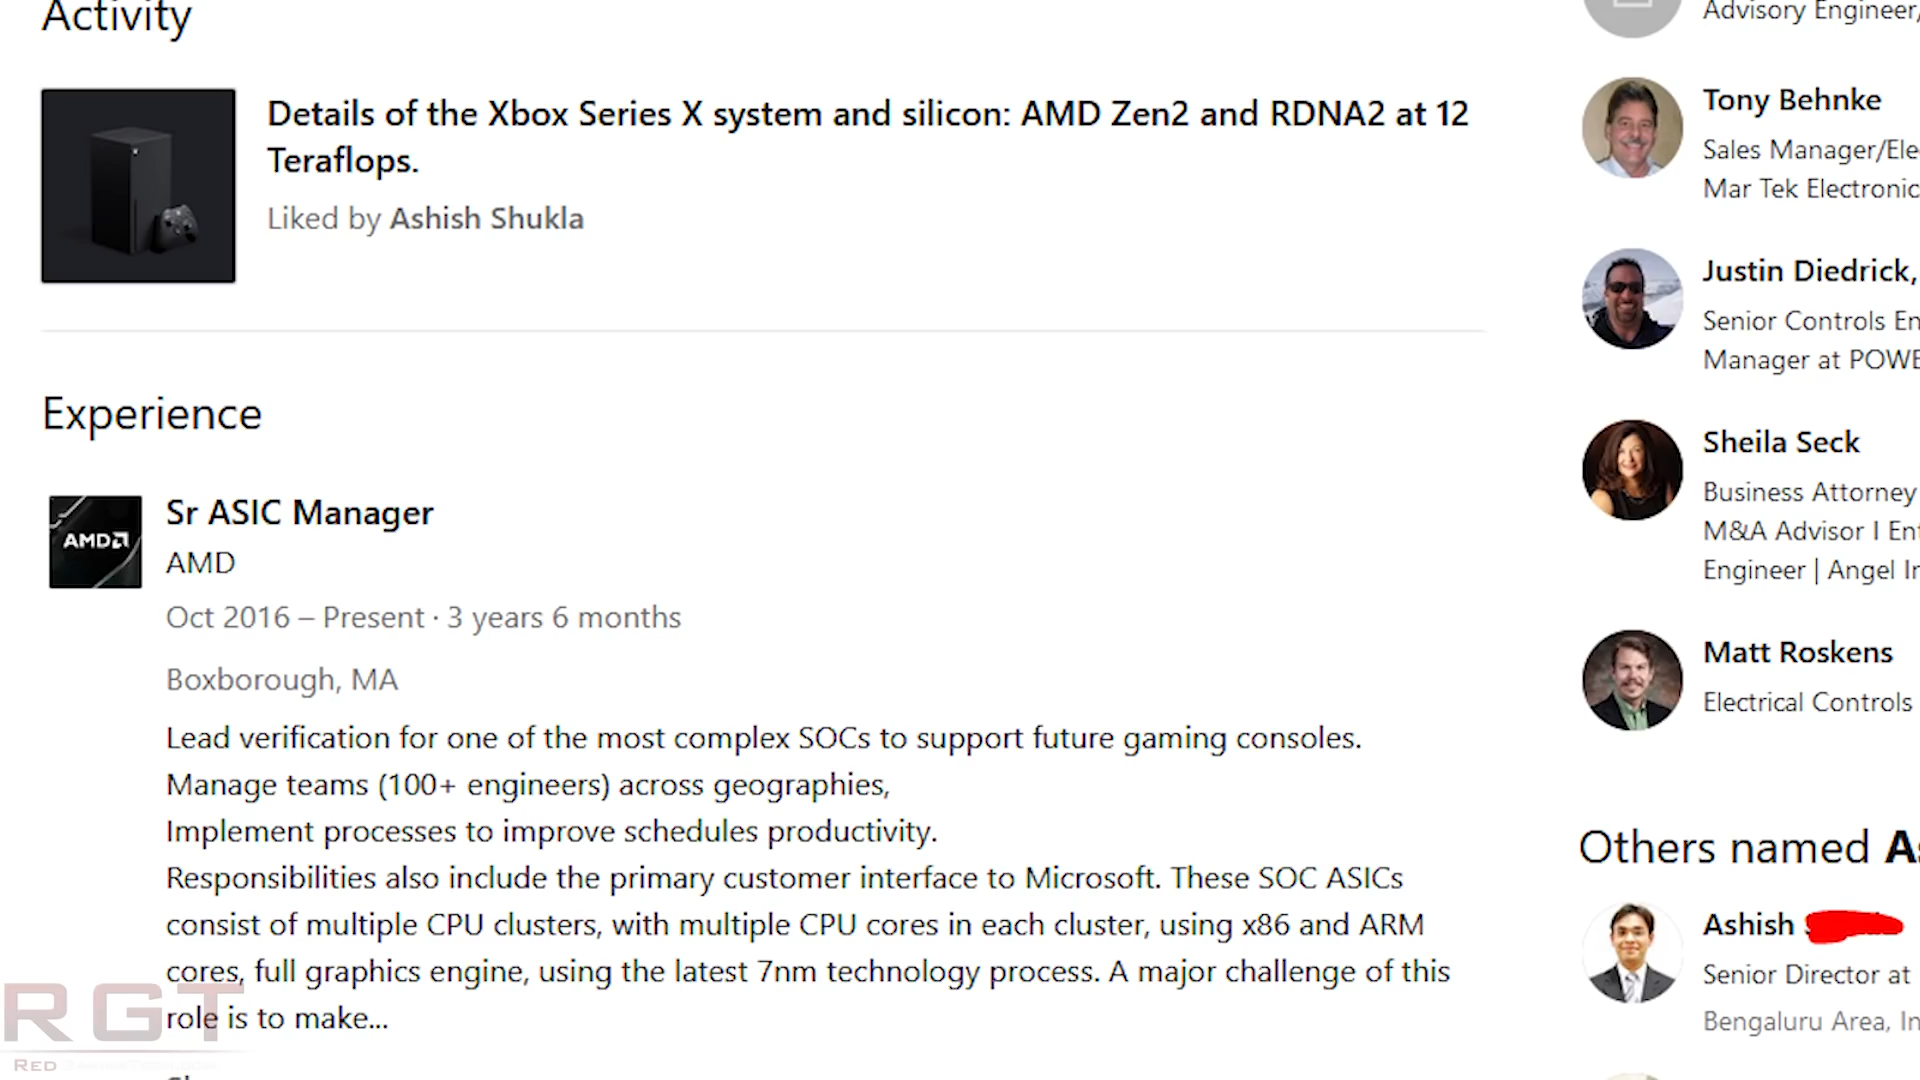 Activity
Details of the Xbox Series X system and silicon: AMD Zen2 and RDNA2 at 12
Teraflops.
Liked by Ashish Shukla
Experience
AMD
Sr ASIC Manager
AMD
Oct 2016 – Present · 3 years 6 months
Boxborough, MA
Lead verification for one of the most complex SOCs to support future gaming consoles.
Manage teams (100+ engineers) across geographies,
Implement processes to improve schedules productivity.
Responsibilities also include the primary customer interface to Microsoft. These SOC ASICs
consist of multiple CPU clusters, with multiple CPU cores in each cluster, using x86 and ARM
cores, full graphics engine, using the latest 7nm technology process. A major challenge of this
role is to make...
RGT
RED
Advisory Engineer/
Tony Behnke
Sales Manager/Ele
Mar Tek Electronic
Justin Diedrick,
Senior Controls En
Manager at POWE
Sheila Seck
Business Attorney
M&A Advisor I Ent
Engineer | Angel In
Matt Roskens
Electrical Controls
Others named As
Ashish
Senior Director at
Bengaluru Area, In